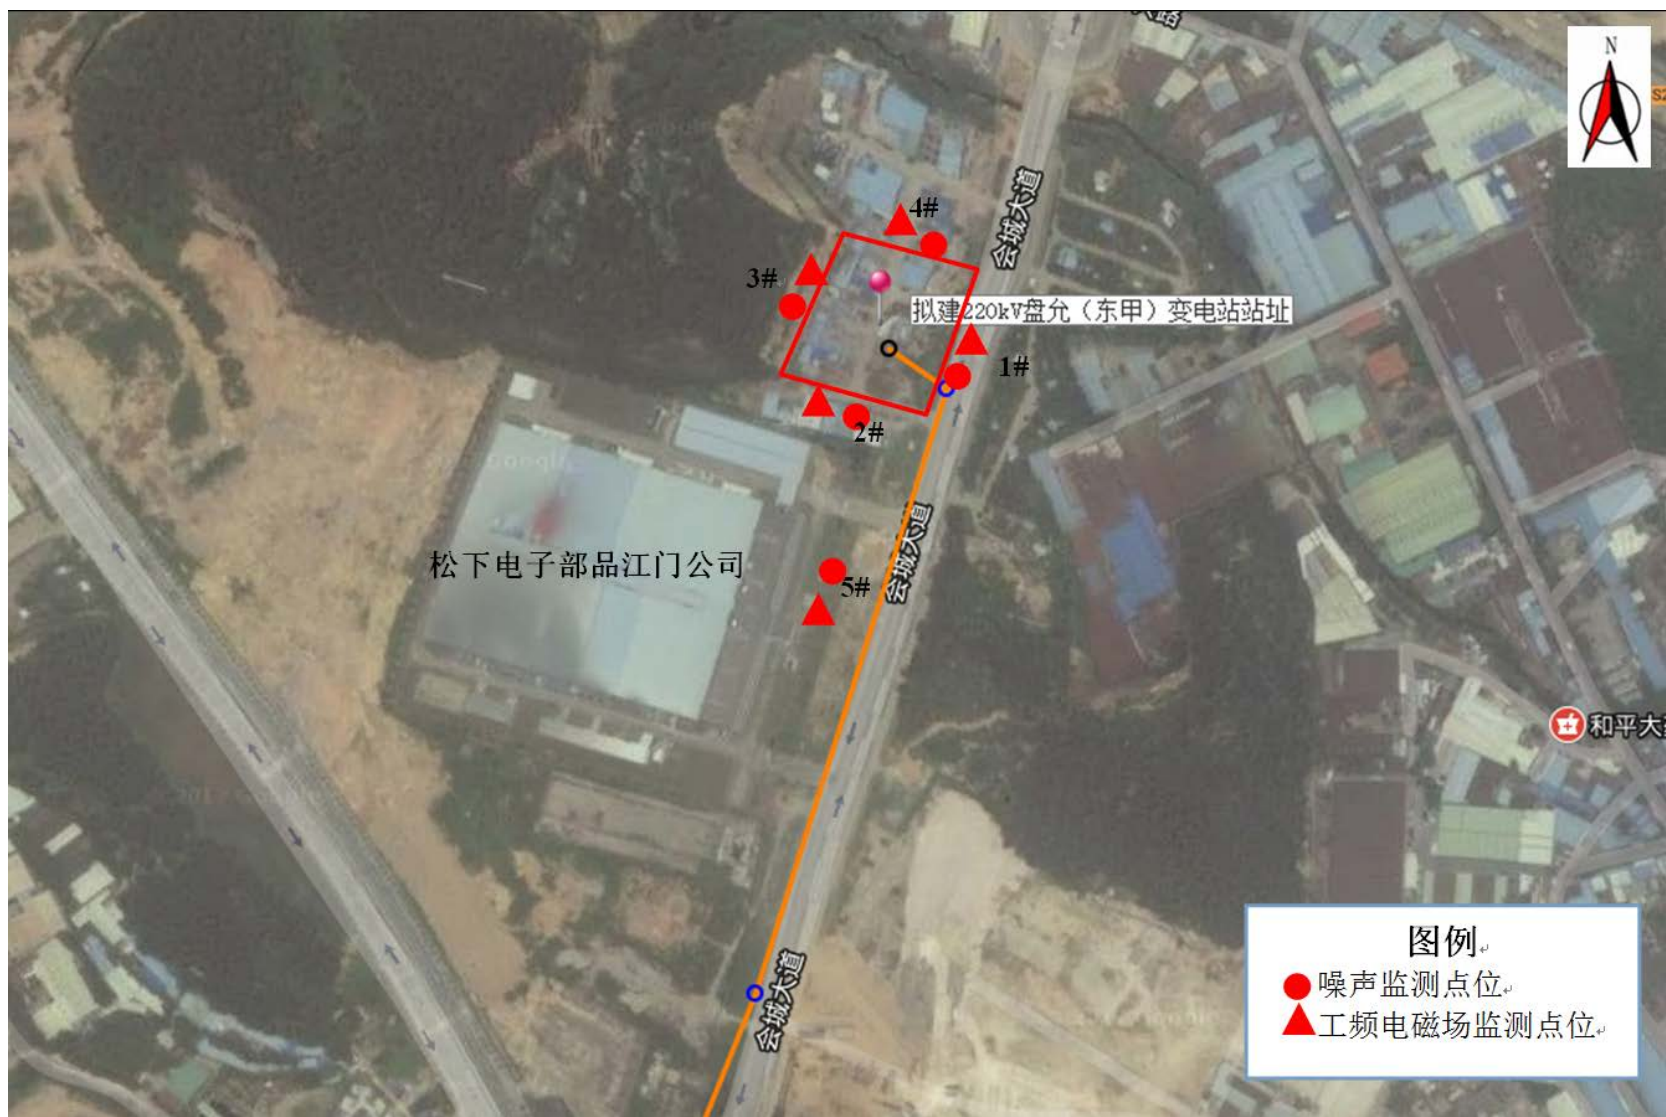 大路
N
S2
会城大道
4#
3#
拟建220kV盘允（东甲）变电站站址
1#
2#
会城大道
松下电子部品江门公司
5#
和平大
会城大道
图例
噪声监测点位
工频电磁场监测点位